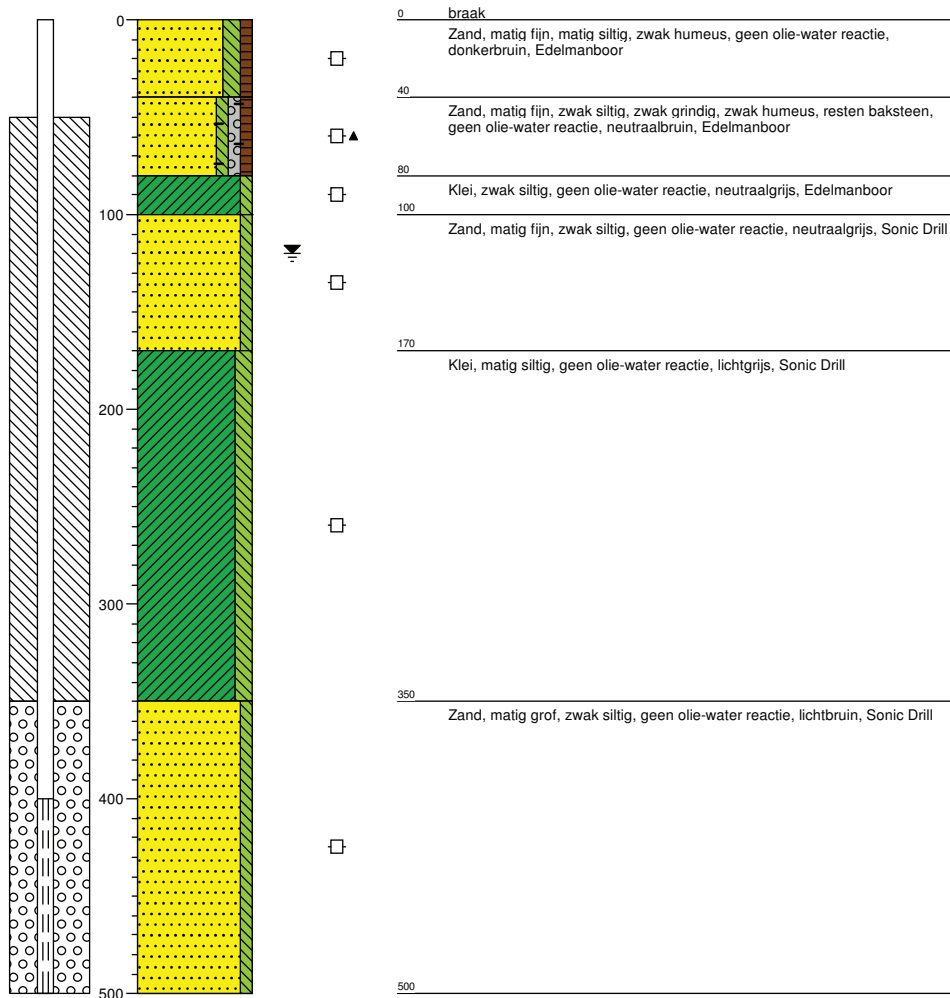 0
100
200
300
400
500
0
braak
Zand, matig fijn, matig siltig, zwak humeus, geen olie-water reactie,
donkerbruin, Edelmanboor
40
Zand, matig fijn, zwak siltig, zwak grindig, zwak humeus, resten baksteen,
geen olie-water reactie, neutraalbruin, Edelmanboor
80
Klei, zwak siltig, geen olie-water reactie, neutraalgrijs, Edelmanboor
100
Zand, matig fijn, zwak siltig, geen olie-water reactie, neutraalgrijs, Sonic Drill
170
Klei, matig siltig, geen olie-water reactie, lichtgrijs, Sonic Drill
350
Zand, matig grof, zwak siltig, geen olie-water reactie, lichtbruin, Sonic Drill
500